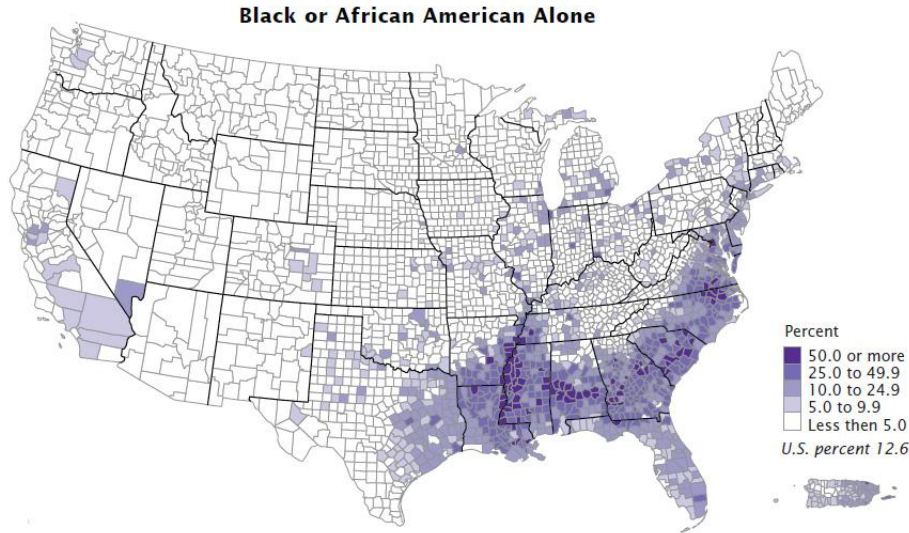 Black or African American Alone
Percent
50.0 or more
25.0 to 49.9
10.0 to 24.9
5.0 to 9.9
Less then 5.0
U.S. percent 12.6